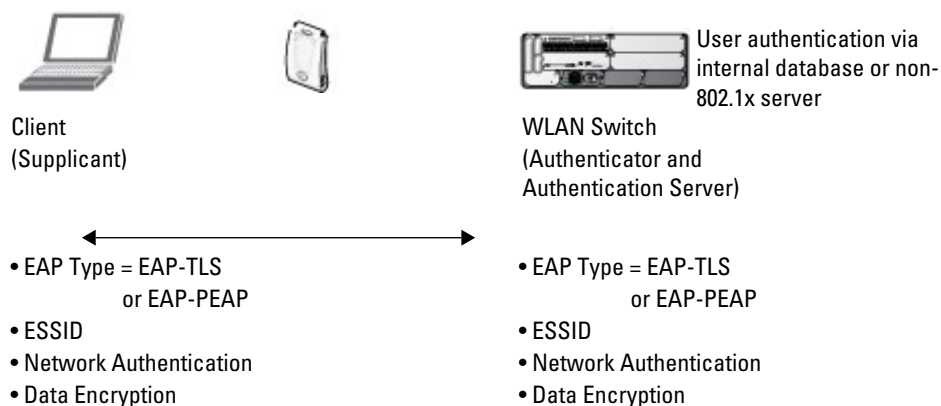 User authentication via
internal database or non-
802.1x server
Client
(Supplicant)
WLAN Switch
(Authenticator and
Authentication Server)
• EAP Type = EAP-TLS
or EAP-PEAP
• ESSID
• Network Authentication
• Data Encryption
• EAP Type = EAP-TLS
or EAP-PEAP
• ESSID
• Network Authentication
• Data Encryption